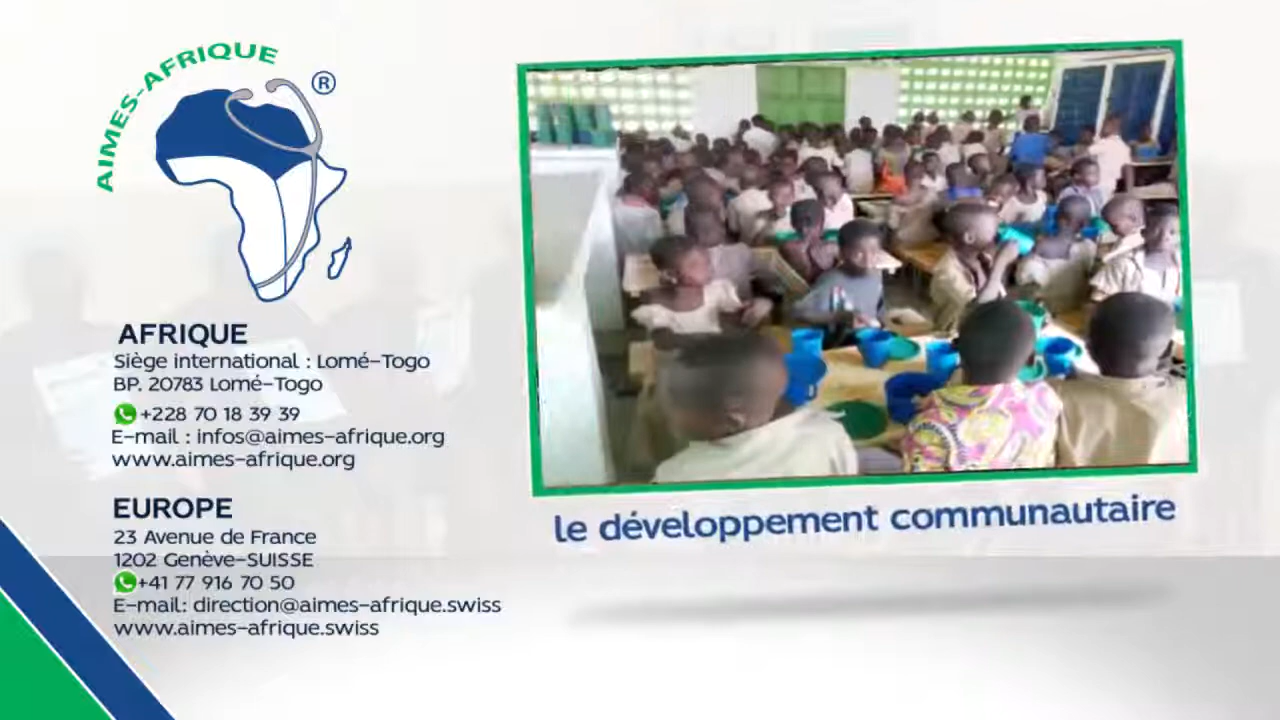 AIMES-AFRIQUE
®
AFRIQUE
Siège international : Lomé-Togo
BP. 20783 Lomé-Togo
+228 70 18 39 39
E-mail : infos@aimes-afrique.org
www.aimes-afrique.org
EUROPE
23 Avenue de France
1202 Genève-SUISSE
+41 77 916 70 50
E-mail: direction@aimes-afrique.swiss
www.aimes-afrique.swiss
le développement communautaire